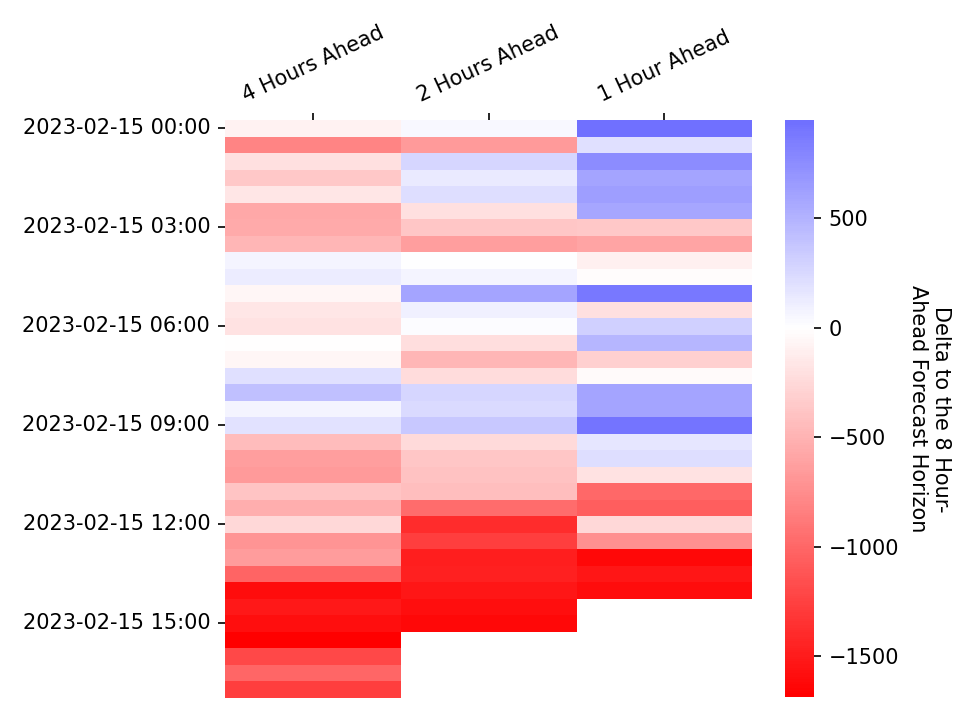 4 Hours Ahead
2 Hours Ahead
1 Hour Ahead
2023-02-15 00:00
2023-02-15 03:00
2023-02-15 06:00
2023-02-15 09:00
2023-02-15 12:00
2023-02-15 15:00
500
0
−500
−1000
−1500
Delta to the 8 Hour-
Ahead Forecast Horizon